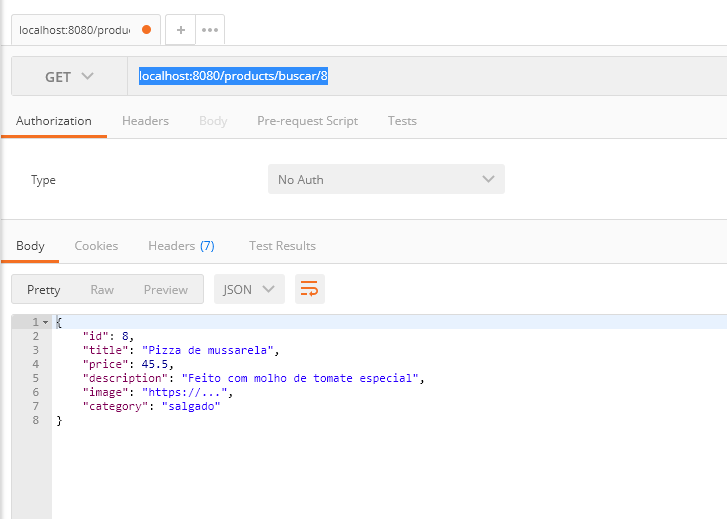 localhost:8080/produ
+ •••
GET localhost:8080/products/buscar/8
Authorization Headers Body Pre-request Script Tests
Type No Auth
Body Cookies Headers (7) Test Results
Pretty Raw Preview JSON
1 {
2 "id": 8,
3 "title": "Pizza de mussarela",
4 "price": 45.5,
5 "description": "Feito com molho de tomate especial",
6 "image": "https://...",
7 "category": "salgado"
8 }